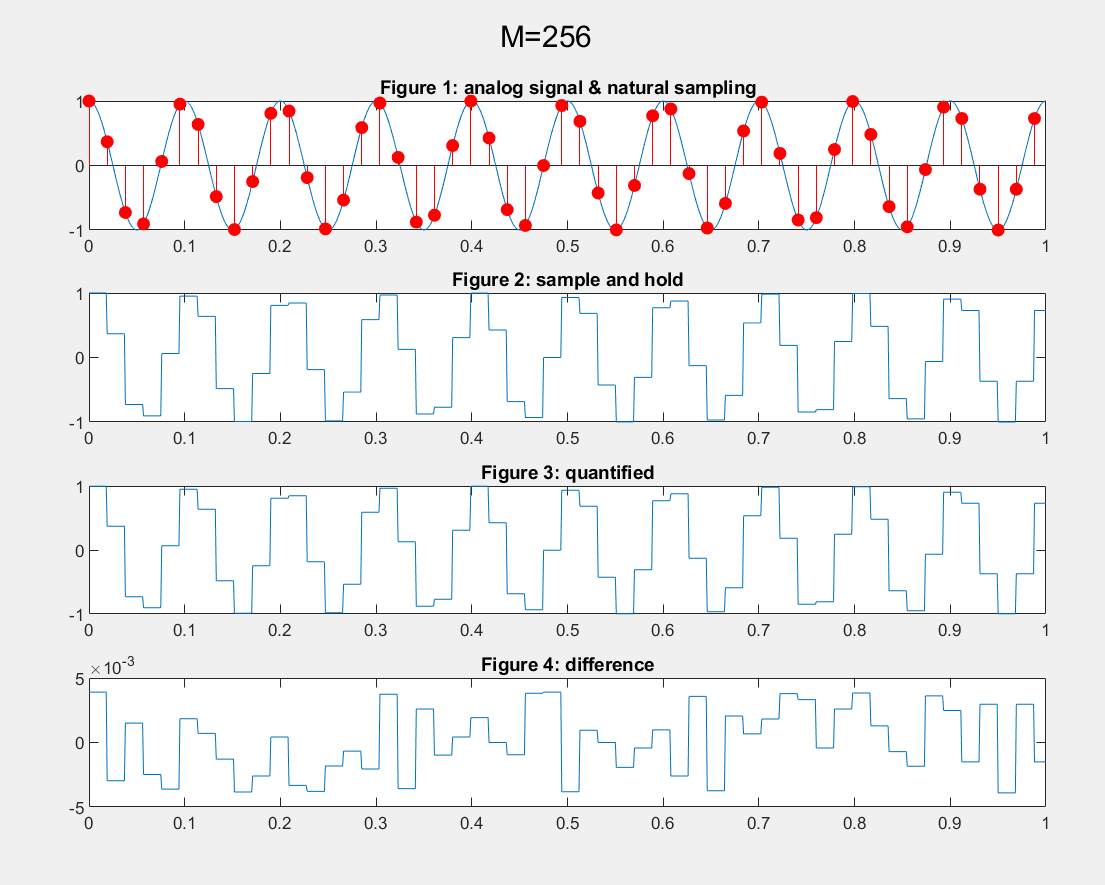 M=256
Figure 1: analog signal & natural sampling
1
0
-1
0 0.1 0.2 0.3 0.4 0.5 0.6 0.7 0.8 0.9 1
Figure 2: sample and hold
1
0
-1
0 0.1 0.2 0.3 0.4 0.5 0.6 0.7 0.8 0.9 1
Figure 3: quantified
1
0
-1
0 0.1 0.2 0.3 0.4 0.5 0.6 0.7 0.8 0.9 1
Figure 4: difference
5 ×10⁻³
0
-5
0 0.1 0.2 0.3 0.4 0.5 0.6 0.7 0.8 0.9 1